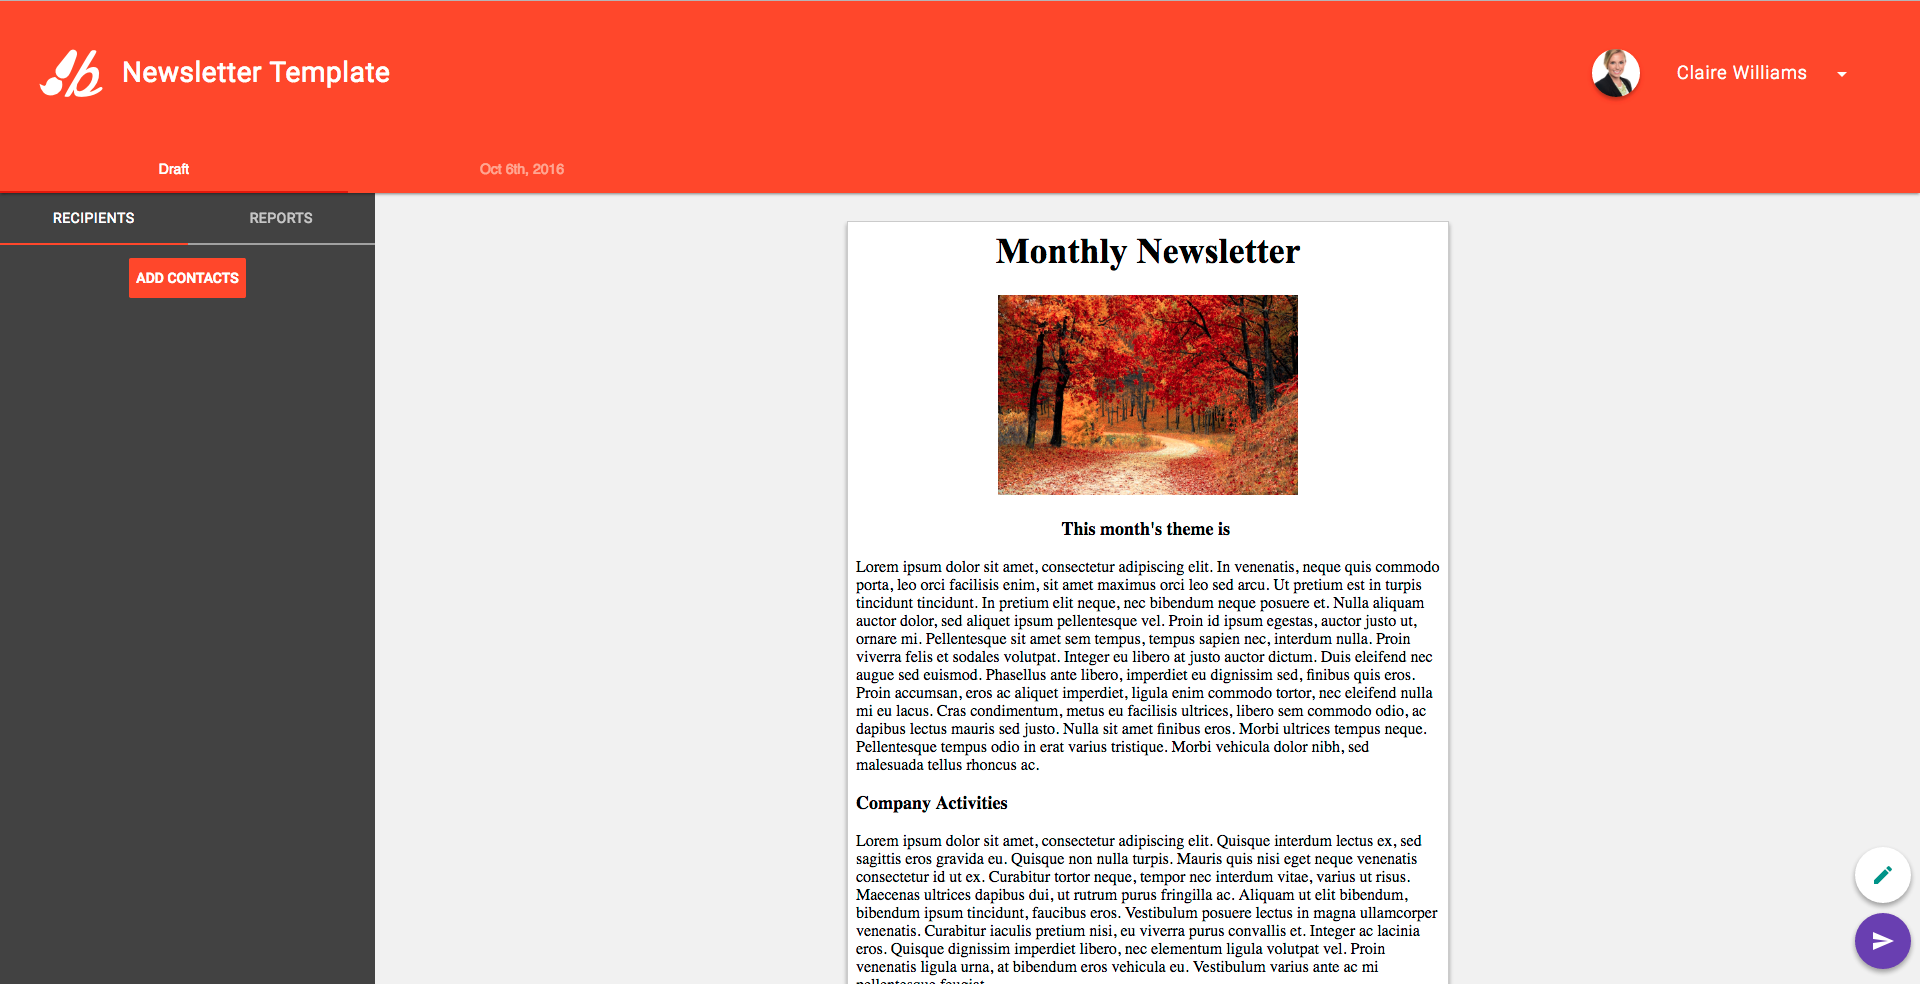 Newsletter Template
Claire Williams
Draft
Oct 6th, 2016
RECIPIENTS
REPORTS
ADD CONTACTS
Monthly Newsletter
This month's theme is
Lorem ipsum dolor sit amet, consectetur adipiscing elit. In venenatis, neque quis commodo
porta, leo orci facilisis enim, sit amet maximus orci leo sed arcu. Ut pretium est in turpis
tincidunt tincidunt. In pretium elit neque, nec bibendum neque posuere et. Nulla aliquam
auctor dolor, sed aliquet ipsum pellentesque vel. Proin id ipsum egestas, auctor justo ut,
ornare mi. Pellentesque sit amet sem tempus, tempus sapien nec, interdum nulla. Proin
viverra felis et sodales volutpat. Integer eu libero at justo auctor dictum. Duis eleifend nec
augue sed euismod. Phasellus ante libero, imperdiet eu dignissim sed, finibus quis eros.
Proin accumsan, eros ac aliquet imperdiet, ligula enim commodo tortor, nec eleifend nulla
mi eu lacus. Cras condimentum, metus eu facilisis ultrices, libero sem commodo odio, ac
dapibus lectus mauris sed justo. Nulla sit amet finibus eros. Morbi ultrices tempus neque.
Pellentesque tempus odio in erat varius tristique. Morbi vehicula dolor nibh, sed
malesuada tellus rhoncus ac.
Company Activities
Lorem ipsum dolor sit amet, consectetur adipiscing elit. Quisque interdum lectus ex, sed
sagittis eros gravida eu. Quisque non nulla turpis. Mauris quis nisi eget neque venenatis
consectetur id ut ex. Curabitur tortor neque, tempor nec interdum vitae, varius ut risus.
Maecenas ultrices dapibus dui, ut rutrum purus fringilla ac. Aliquam ut elit bibendum,
bibendum ipsum tincidunt, faucibus eros. Vestibulum posuere lectus in magna ullamcorper
venenatis. Curabitur iaculis pretium nisi, eu viverra purus convallis et. Integer ac lacinia
eros. Quisque dignissim imperdiet libero, nec elementum ligula volutpat vel. Proin
venenatis ligula urna, at bibendum eros vehicula eu. Vestibulum varius ante ac mi